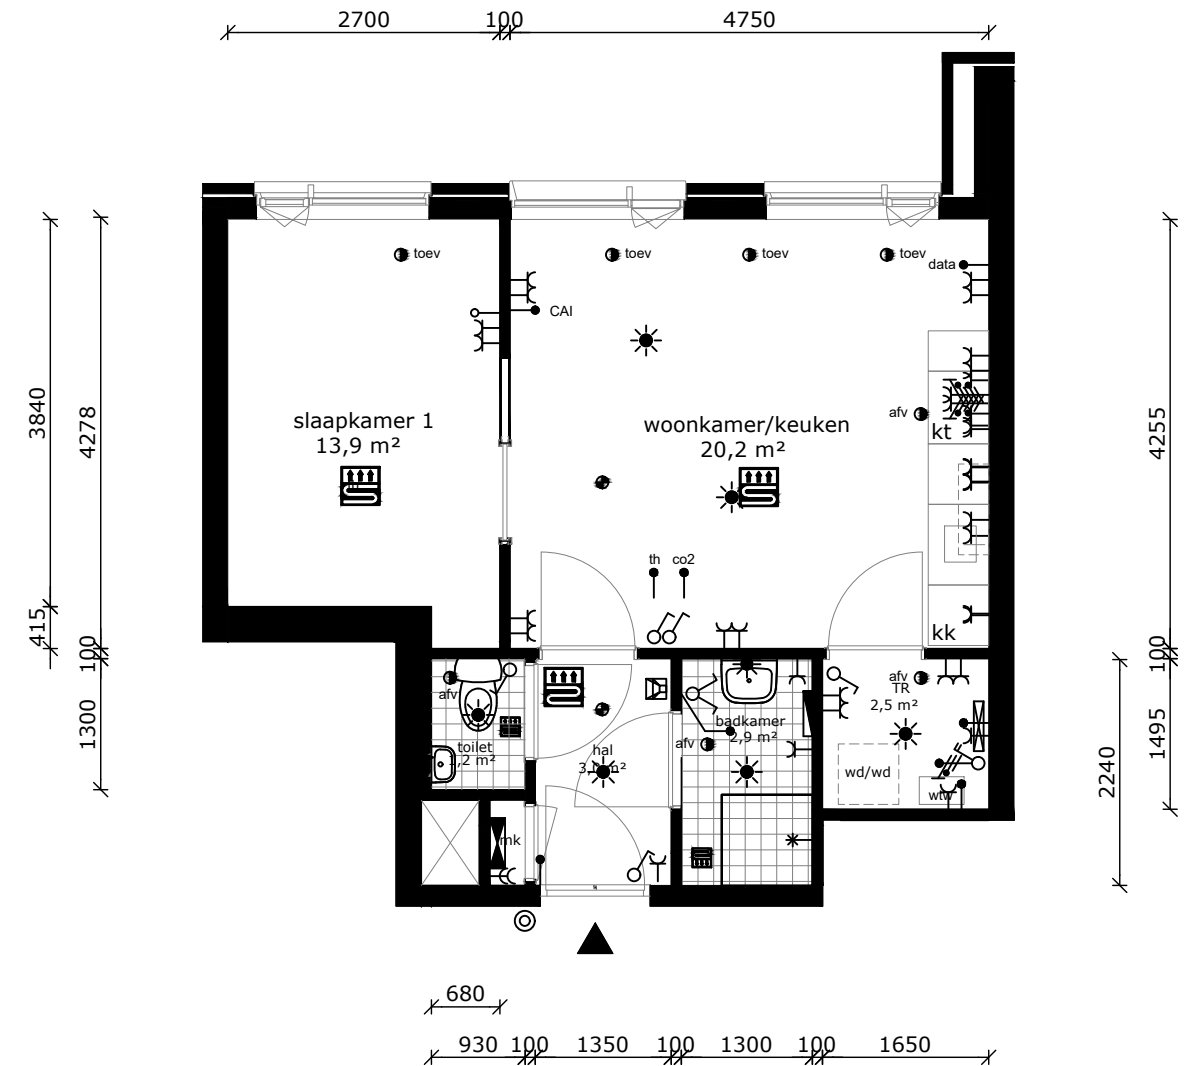 2700 100 4750
toev toev toev toev
data
CAI
3840
4278
4255
slaapkamer 1
13,9 m²
woonkamer/keuken
20,2 m²
afv
kt
th co2
kk
415
100
1300
100
1495
2240
afv
toilet
1,2 m²
hal
badkamer
2,9 m²
afv
afv
TR
2,5 m²
wd/wd
wtw
mk
680
930 100 1350 100 1300 100 1650